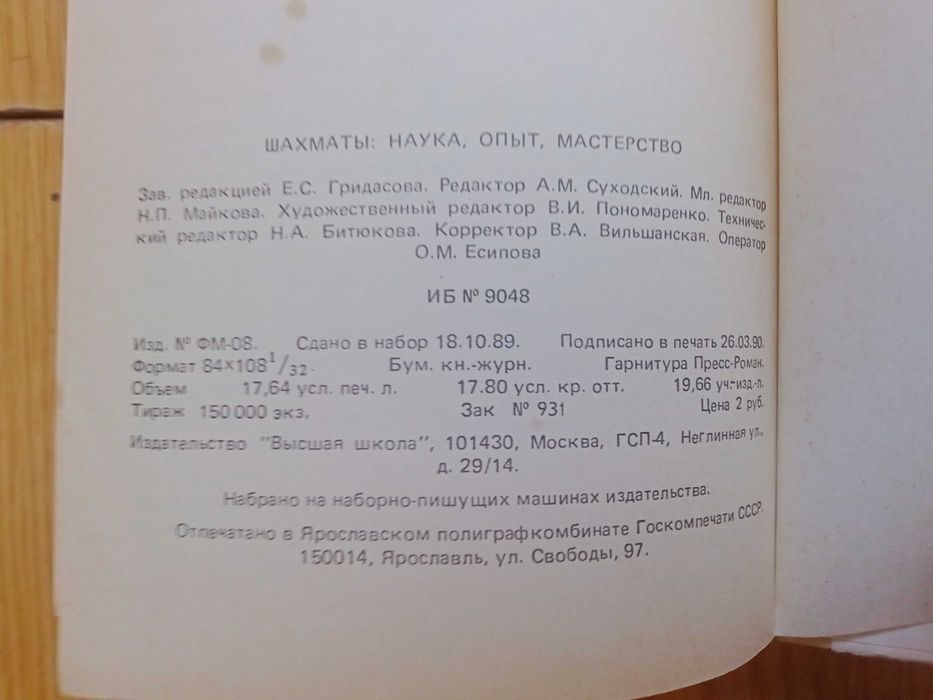 ШАХМАТЫ: НАУКА, ОПЫТ, МАСТЕРСТВО
Зав. редакцией Е.С. Гридасова. Редактор А.М. Суходский. Мл. редактор
Н.П. Майкова. Художественный редактор В.И. Пономаренко. Техничес-
кий редактор Н.А. Битюкова. Корректор В.А. Вильшанская. Оператор
О.М. Есипова
ИБ № 9048
Изд. № ФМ-08. Сдано в набор 18.10.89. Подписано в печать 26.03.90.
Формат 84×108 1/32. Бум. кн.-журн. Гарнитура Пресс-Роман.
Объем 17,64 усл. печ. л. 17.80 усл. кр. отт. 19,66 уч.-изд.-л.
Тираж 150 000 экз. Зак № 931 Цена 2 руб.
Издательство "Высшая школа", 101430, Москва, ГСП-4, Неглинная ул.,
д. 29/14.
Набрано на наборно-пишущих машинах издательства.
Отпечатано в Ярославском полиграфкомбинате Госкомпечати СССР.
150014, Ярославль, ул. Свободы, 97.